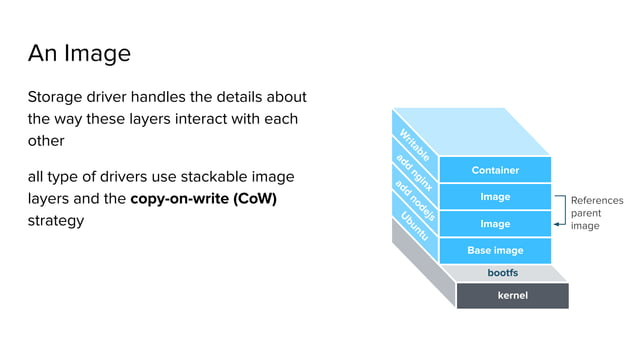 An Image
Storage driver handles the details about
the way these layers interact with each
other
all type of drivers use stackable image
layers and the copy-on-write (CoW)
strategy
Writable
add nginx
add nodejs
Ubuntu
Container
Image
Image
Base image
bootfs
kernel
References
parent
image